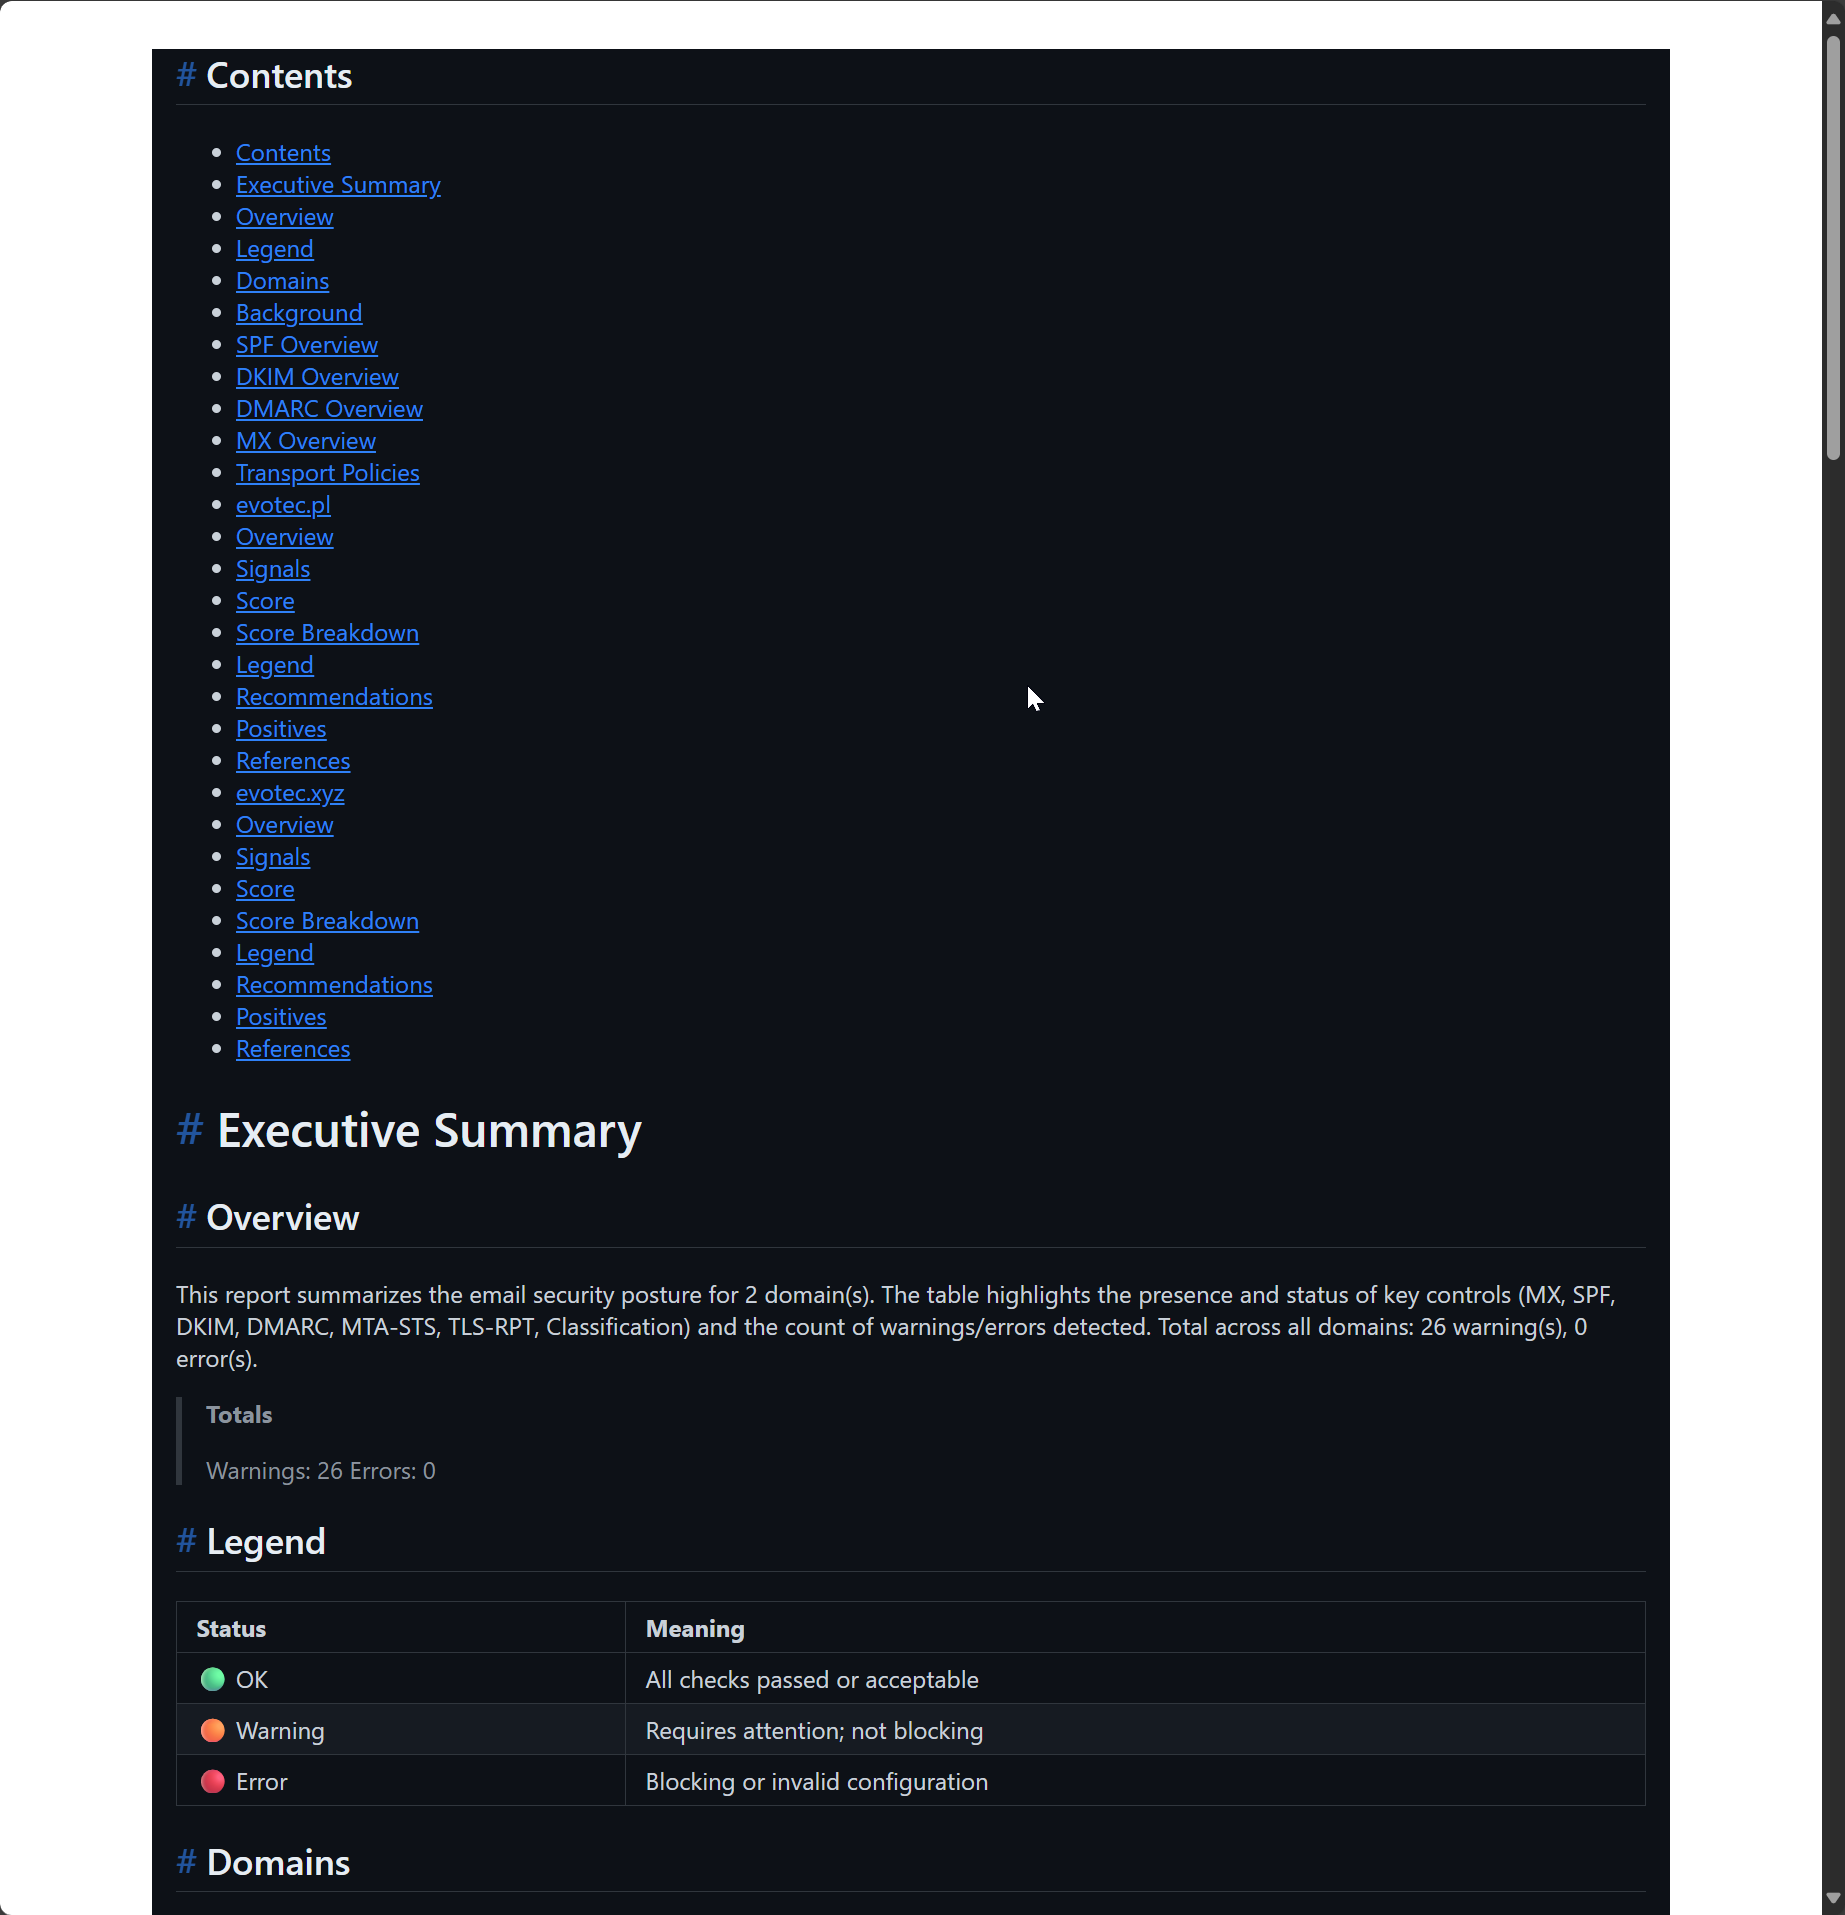 # Contents
Contents
Executive Summary
Overview
Legend
Domains
Background
SPF Overview
DKIM Overview
DMARC Overview
MX Overview
Transport Policies
evotec.pl
Overview
Signals
Score
Score Breakdown
Legend
Recommendations
Positives
References
evotec.xyz
Overview
Signals
Score
Score Breakdown
Legend
Recommendations
Positives
References
# Executive Summary
# Overview
This report summarizes the email security posture for 2 domain(s). The table highlights the presence and status of key controls (MX, SPF,
DKIM, DMARC, MTA-STS, TLS-RPT, Classification) and the count of warnings/errors detected. Total across all domains: 26 warning(s), 0
error(s).
Totals
Warnings: 26 Errors: 0
# Legend
Status Meaning
OK All checks passed or acceptable
Warning Requires attention; not blocking
Error Blocking or invalid configuration
# Domains